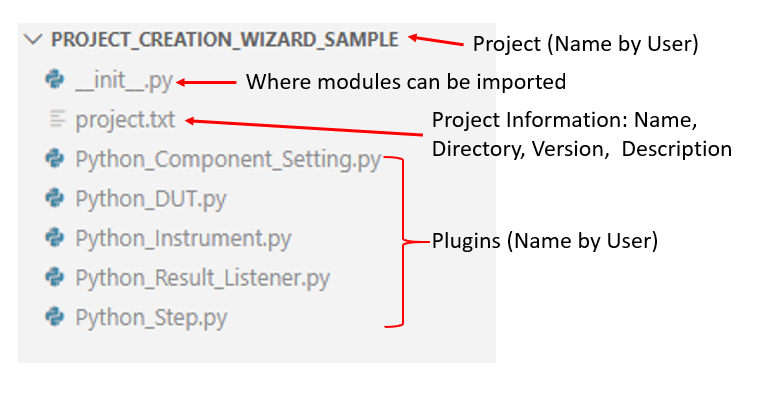 PROJECT_CREATION_WIZARD_SAMPLE
Project (Name by User)
__init__.py
Where modules can be imported
project.txt
Project Information: Name,
Directory, Version,  Description
Python_Component_Setting.py
Python_DUT.py
Python_Instrument.py
Plugins (Name by User)
Python_Result_Listener.py
Python_Step.py